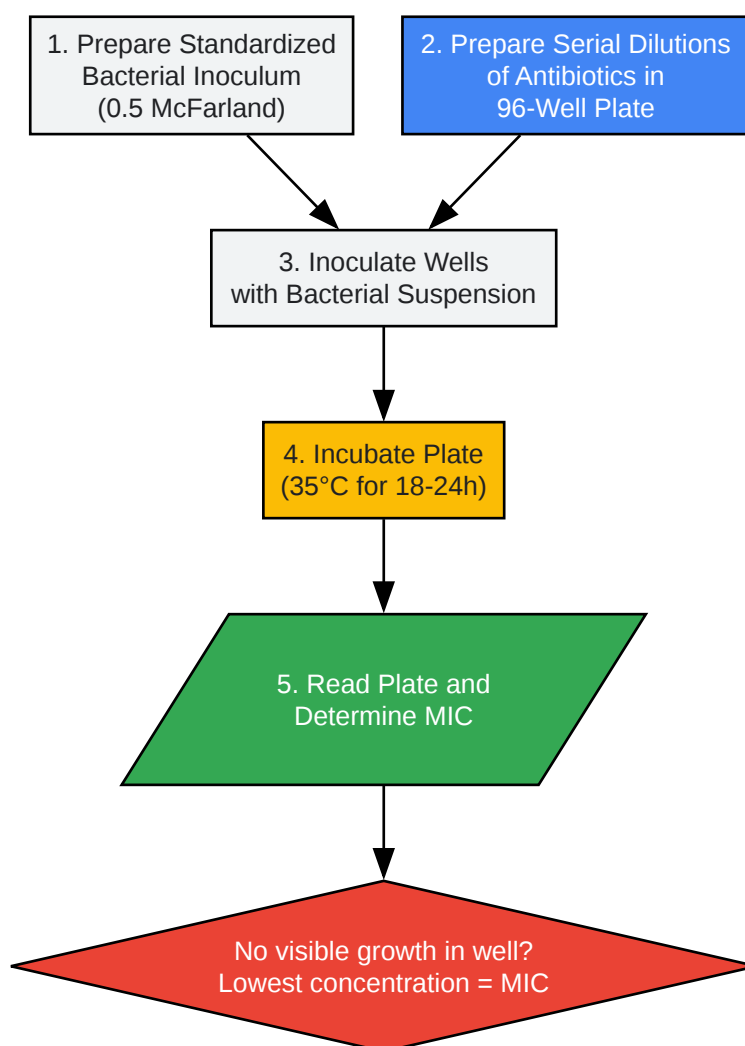 1. Prepare Standardized
Bacterial Inoculum
(0.5 McFarland)
2. Prepare Serial Dilutions
of Antibiotics in
96-Well Plate
3. Inoculate Wells
with Bacterial Suspension
4. Incubate Plate
(35°C for 18-24h)
5. Read Plate and
Determine MIC
No visible growth in well?
Lowest concentration = MIC